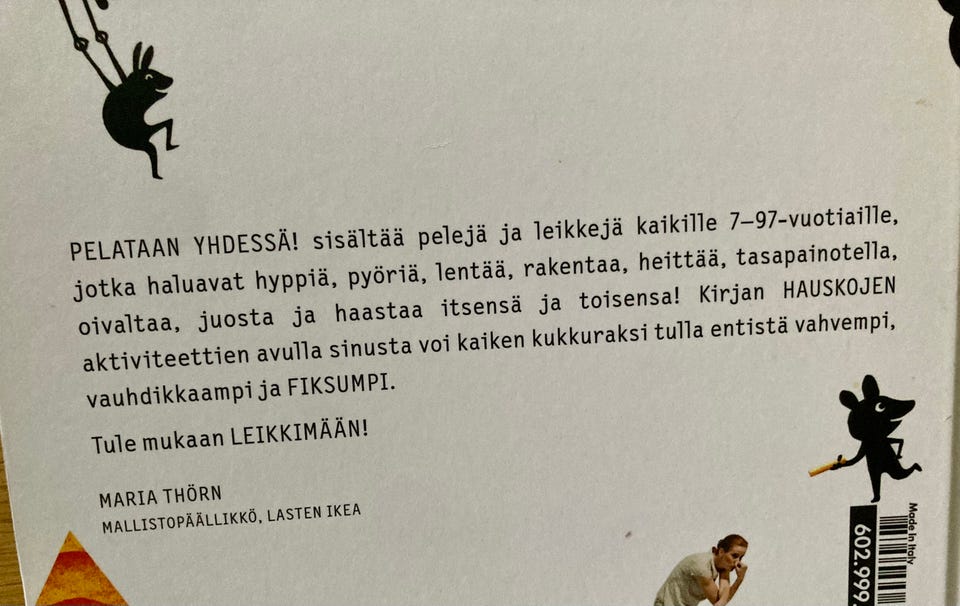 PELATAAN YHDESSÄ! sisältää pelejä ja leikkejä kaikille 7–97-vuotiaille,
jotka haluavat hyppiä, pyöriä, lentää, rakentaa, heittää, tasapainotella,
oivaltaa, juosta ja haastaa itsensä ja toisensa! Kirjan HAUSKOJEN
aktiviteettien avulla sinusta voi kaiken kukkuraksi tulla entistä vahvempi,
vauhdikkaampi ja FIKSUMPI.
Tule mukaan LEIKKIMÄÄN!
MARIA THÖRN
MALLISTOPÄÄLLIKKÖ, LASTEN IKEA
Made in Italy
602.999.